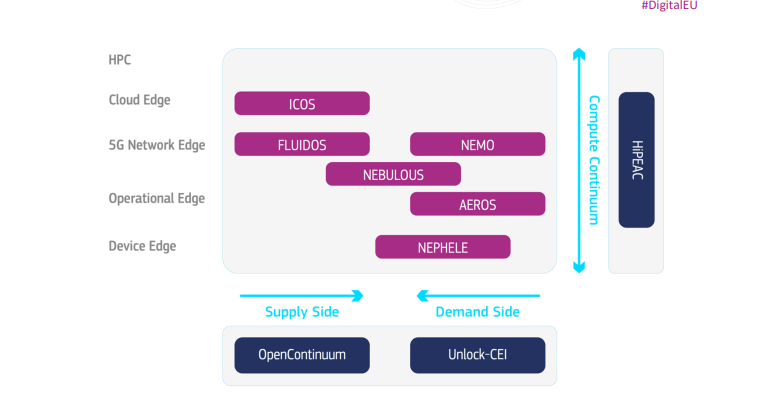 #DigitalEU
HPC
Cloud Edge
ICOS
5G Network Edge
FLUIDOS
NEMO
NEBULOUS
Operational Edge
AEROS
Device Edge
NEPHELE
Compute Continuum
HiPEAC
Supply Side
Demand Side
OpenContinuum
Unlock-CEI